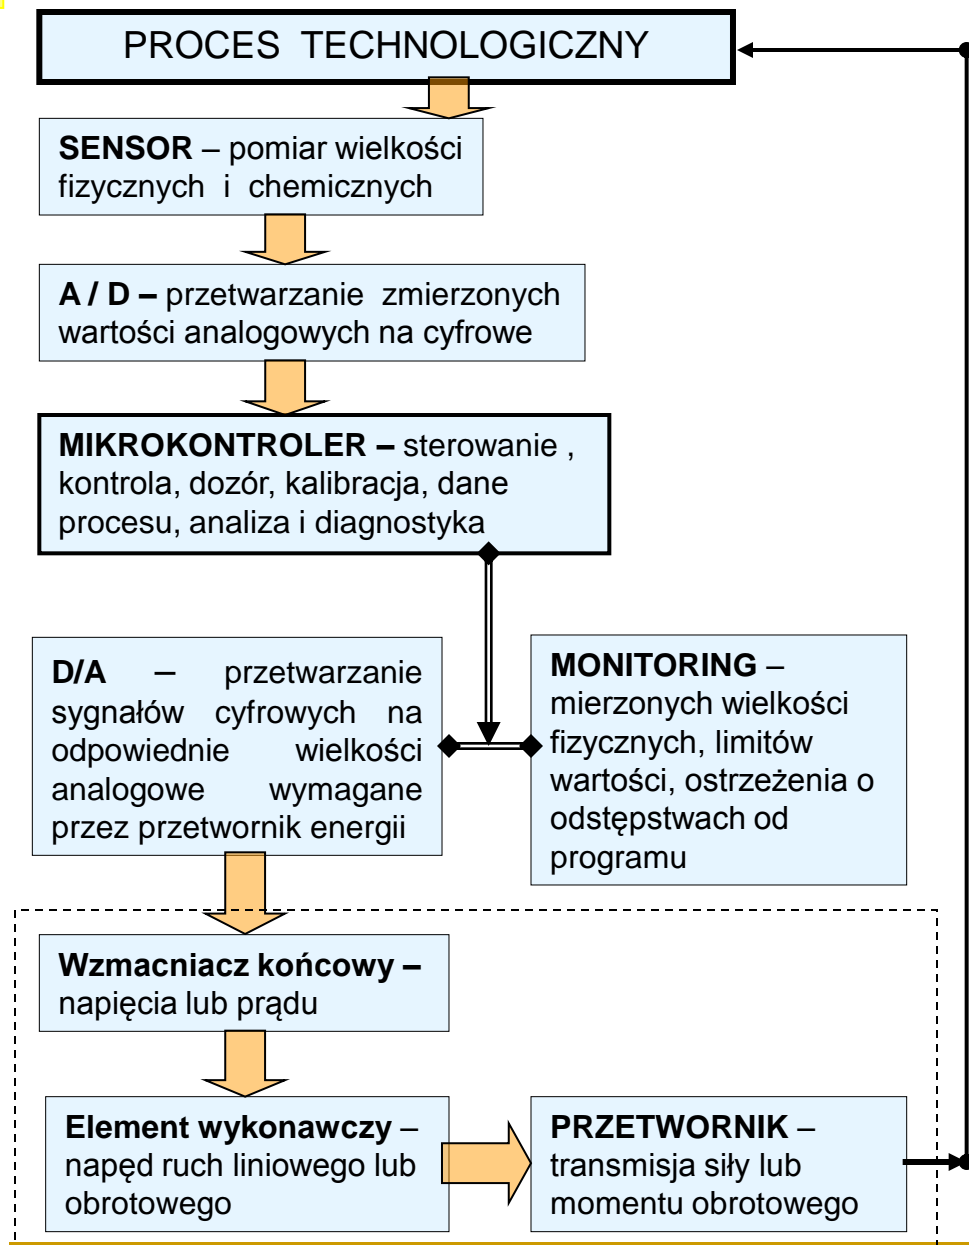 PROCES TECHNOLOGICZNY
SENSOR – pomiar wielkości
fizycznych i chemicznych
A / D – przetwarzanie zmierzonych
wartości analogowych na cyfrowe
MIKROKONTROLER – sterowanie ,
kontrola, dozór, kalibracja, dane
procesu, analiza i diagnostyka
D/A – przetwarzanie
sygnałów cyfrowych na
odpowiednie wielkości
analogowe wymagane
przez przetwornik energii
MONITORING –
mierzonych wielkości
fizycznych, limitów
wartości, ostrzeżenia o
odstępstwach od
programu
Wzmacniacz końcowy –
napięcia lub prądu
Element wykonawczy –
napęd ruch liniowego lub
obrotowego
PRZETWORNIK –
transmisja siły lub
momentu obrotowego